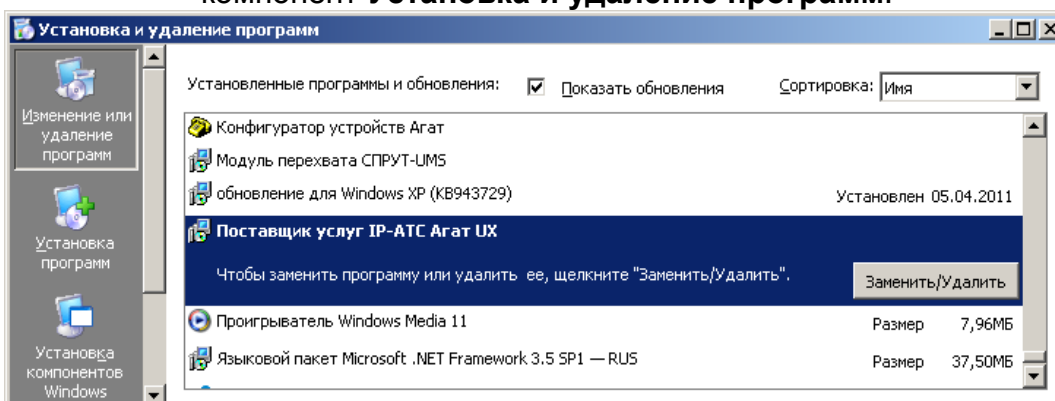 компонент Установка и удаление программ.
Установка и удаление программ
Изменение или
удаление
программ
Установка
программ
Установка
компонентов
Windows
Установленные программы и обновления: Показать обновления Сортировка: Имя
Конфигуратор устройств Агат
Модуль перехвата СПРУТ-UMS
обновление для Windows XP (KB943729) Установлен 05.04.2011
Поставщик услуг IP-АТС Агат UX
Чтобы заменить программу или удалить ее, щелкните "Заменить/Удалить". Заменить/Удалить
Проигрыватель Windows Media 11 Размер 7,96МБ
Языковой пакет Microsoft .NET Framework 3.5 SP1 — RUS Размер 37,50МБ